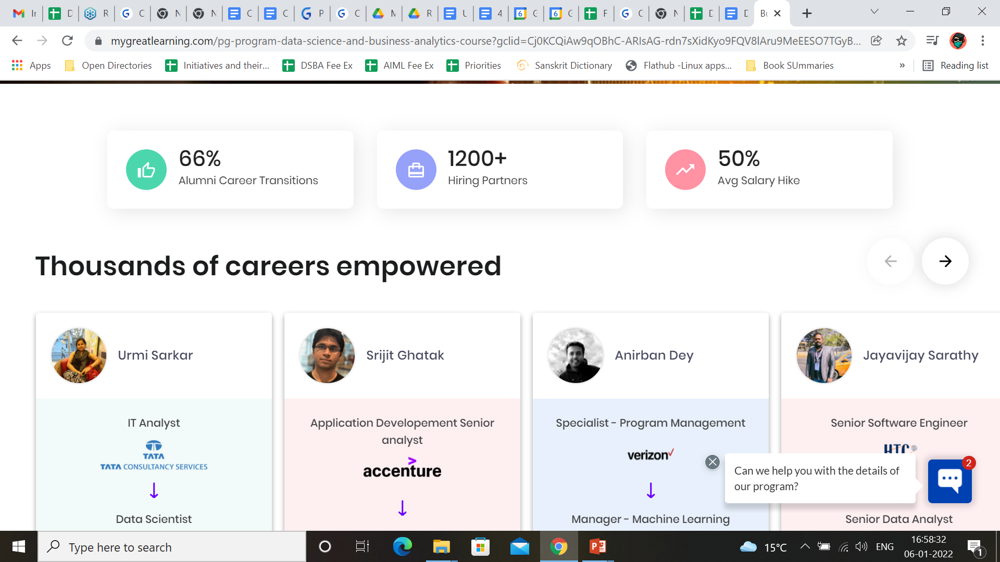 mygreatlearning.com/pg-program-data-science-and-business-analytics-course?gclid=Cj0KCQiAw9qOBhC-ARIsAG-rdn7sXidKyo9FQV8lAru9MeEESO7TGyB...
Apps Open Directories Initiatives and their... DSBA Fee Ex AIML Fee Ex Priorities Sanskrit Dictionary Flathub -Linux apps... Book SUmmaries » Reading list
66%
Alumni Career Transitions
1200+
Hiring Partners
50%
Avg Salary Hike
Thousands of careers empowered
Urmi Sarkar
Srijit Ghatak
Anirban Dey
Jayavijay Sarathy
IT Analyst
TATA
TATA CONSULTANCY SERVICES
Data Scientist
Application Developement Senior
analyst
accenture
Specialist - Program Management
verizon
Manager - Machine Learning
Senior Software Engineer
HTC
Senior Data Analyst
Can we help you with the details of
our program?
2
Type here to search
15°C
ENG
16:58:32
06-01-2022
1